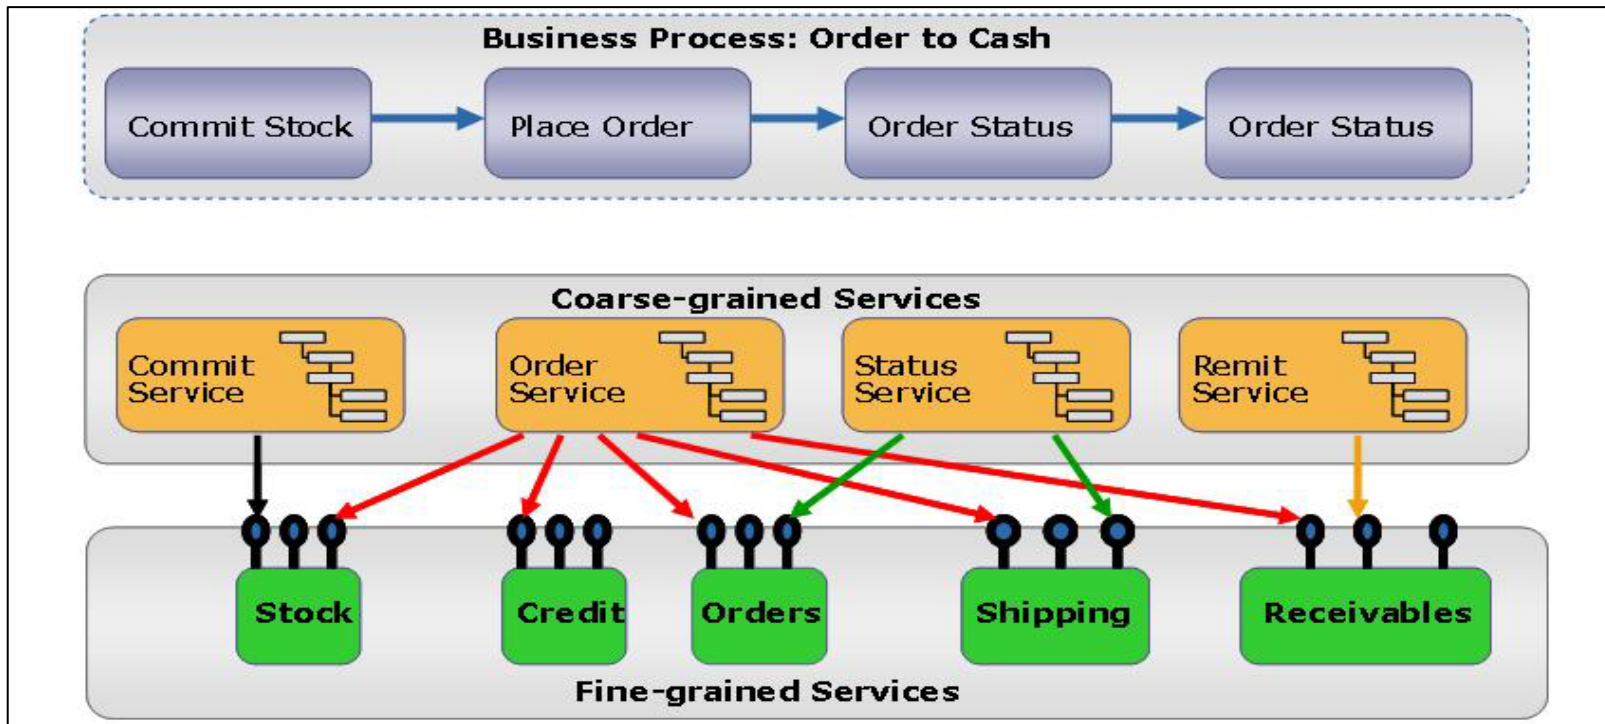 Business Process: Order to Cash
Commit Stock
Place Order
Order Status
Order Status
Coarse-grained Services
Commit
Service
Order
Service
Status
Service
Remit
Service
Stock
Credit
Orders
Shipping
Receivables
Fine-grained Services